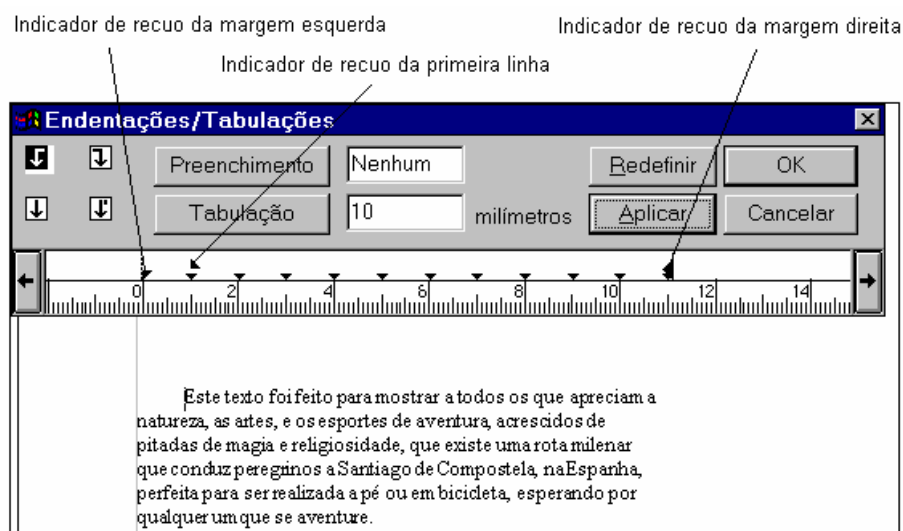 Indicador de recuo da margem esquerda
Indicador de recuo da margem direita
Indicador de recuo da primeira linha
Endentações/Tabulações
Preenchimento Nenhum Redefinir OK
Tabulação 10 milímetros Aplicar Cancelar
0 2 4 6 8 10 12 14
Este texto foi feito para mostrar a todos os que apreciam a
natureza, as artes, e os esportes de aventura, acrescidos de
pitadas de magia e religiosidade, que existe uma rota milenar
que conduz peregrinos a Santiago de Compostela, na Espanha,
perfeita para ser realizada a pé ou em bicicleta, esperando por
qualquer um que se aventure.